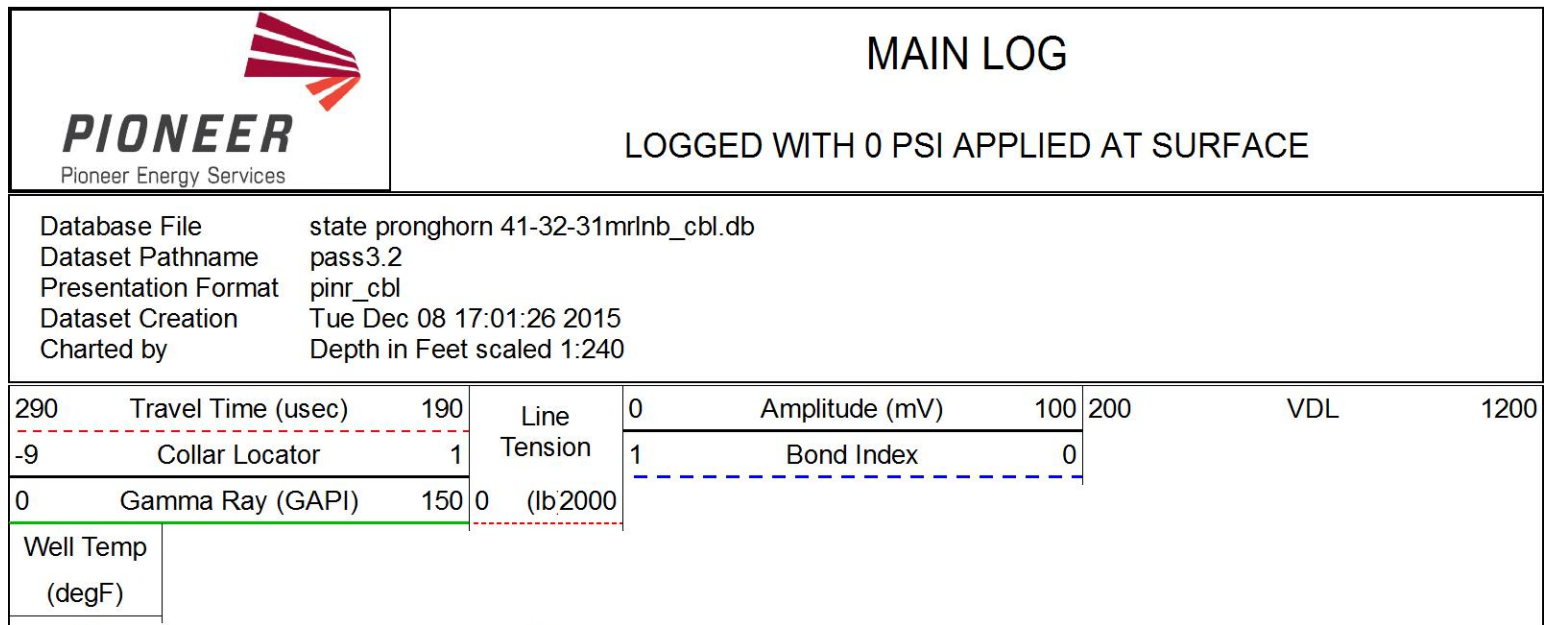 PIONEER
Pioneer Energy Services
MAIN LOG
LOGGED WITH 0 PSI APPLIED AT SURFACE
Database File state pronghorn 41-32-31mrlnb_cbl.db
Dataset Pathname pass3.2
Presentation Format pinr_cbl
Dataset Creation Tue Dec 08 17:01:26 2015
Charted by Depth in Feet scaled 1:240
290 Travel Time (usec) 190
-9 Collar Locator 1
0 Gamma Ray (GAPI) 150
Well Temp
(degF)
Line
Tension
0 (lb 2000
0 Amplitude (mV) 100
1 Bond Index 0
200 VDL 1200